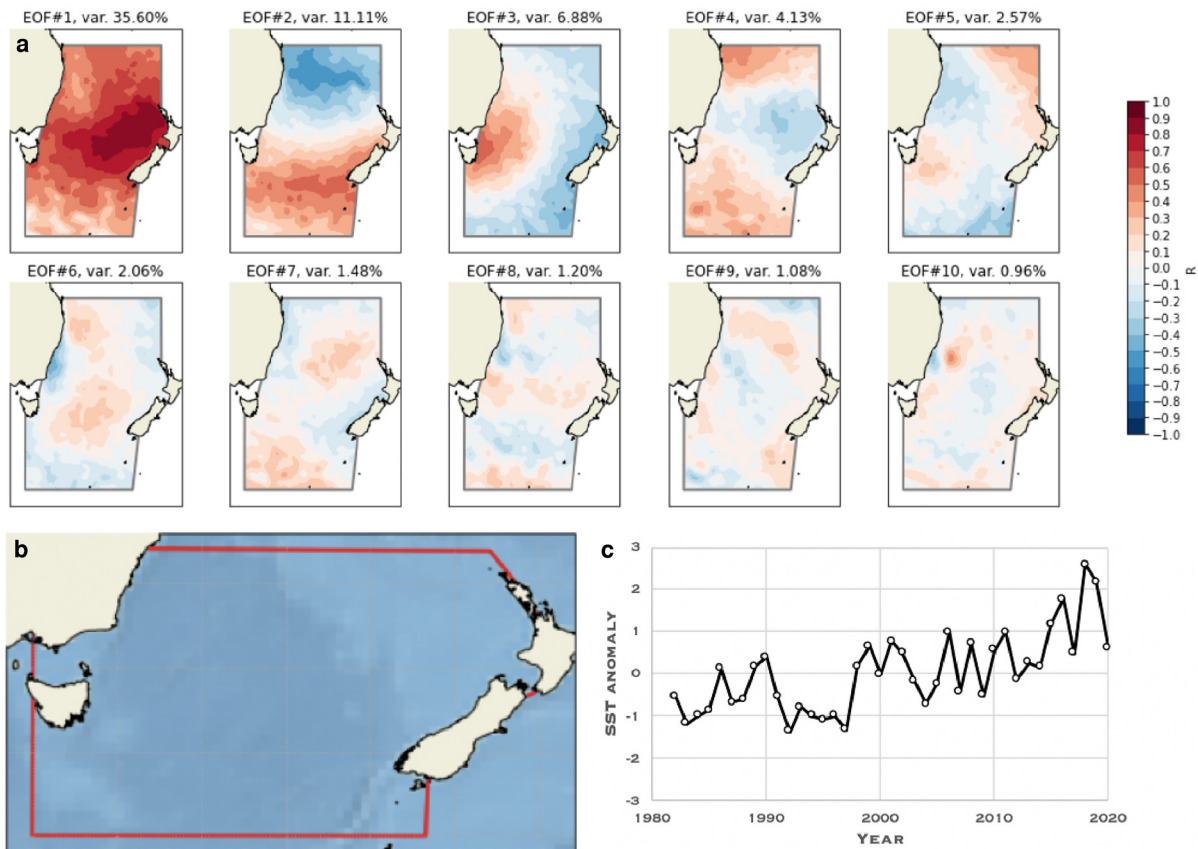 EOF#1, var. 35.60%
EOF#2, var. 11.11%
EOF#3, var. 6.88%
EOF#4, var. 4.13%
EOF#5, var. 2.57%
a
EOF#6, var. 2.06%
EOF#7, var. 1.48%
EOF#8, var. 1.20%
EOF#9, var. 1.08%
EOF#10, var. 0.96%
1.0
0.9
0.8
0.7
0.6
0.5
0.4
0.3
0.2
0.1
0.0
−0.1
−0.2
−0.3
−0.4
−0.5
−0.6
−0.7
−0.8
−0.9
−1.0
R
b
c
3
2
1
0
-1
-2
-3
SST ANOMALY
1980
1990
2000
2010
2020
YEAR